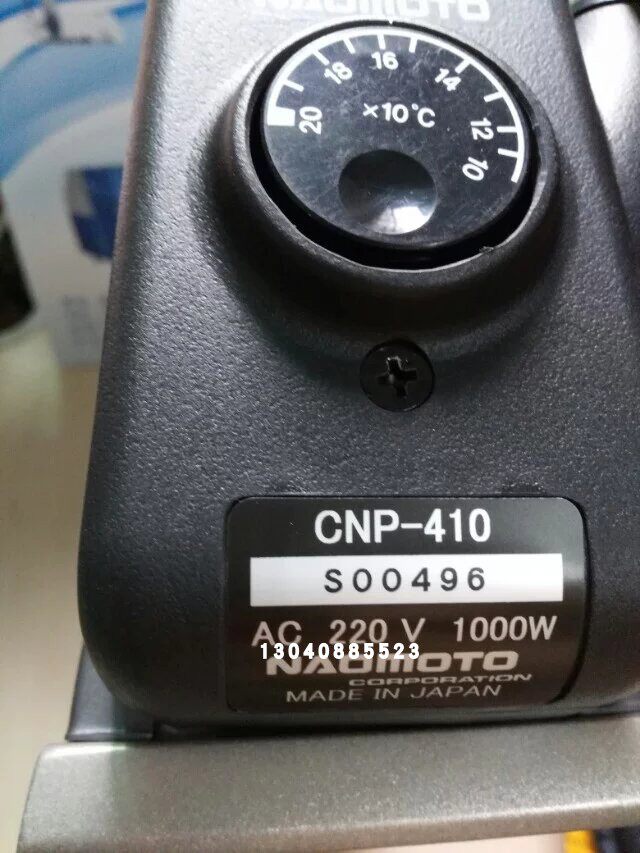 NAOMOTO
20 18 16 14 12 10
×10°C
CNP-410
S00496
AC 220 V 1000W
13040885523
NAOMOTO
CORPORATION
MADE IN JAPAN